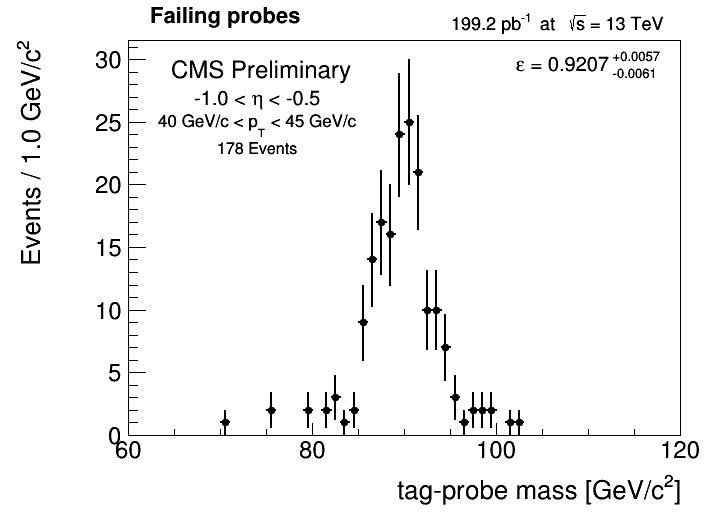 Failing probes
199.2 pb⁻¹ at √s = 13 TeV
CMS Preliminary
-1.0 < η < -0.5
40 GeV/c < p_T < 45 GeV/c
178 Events
ε = 0.9207 +0.0057 -0.0061
Events / 1.0 GeV/c²
30
25
20
15
10
5
0
60 80 100 120
tag-probe mass [GeV/c²]